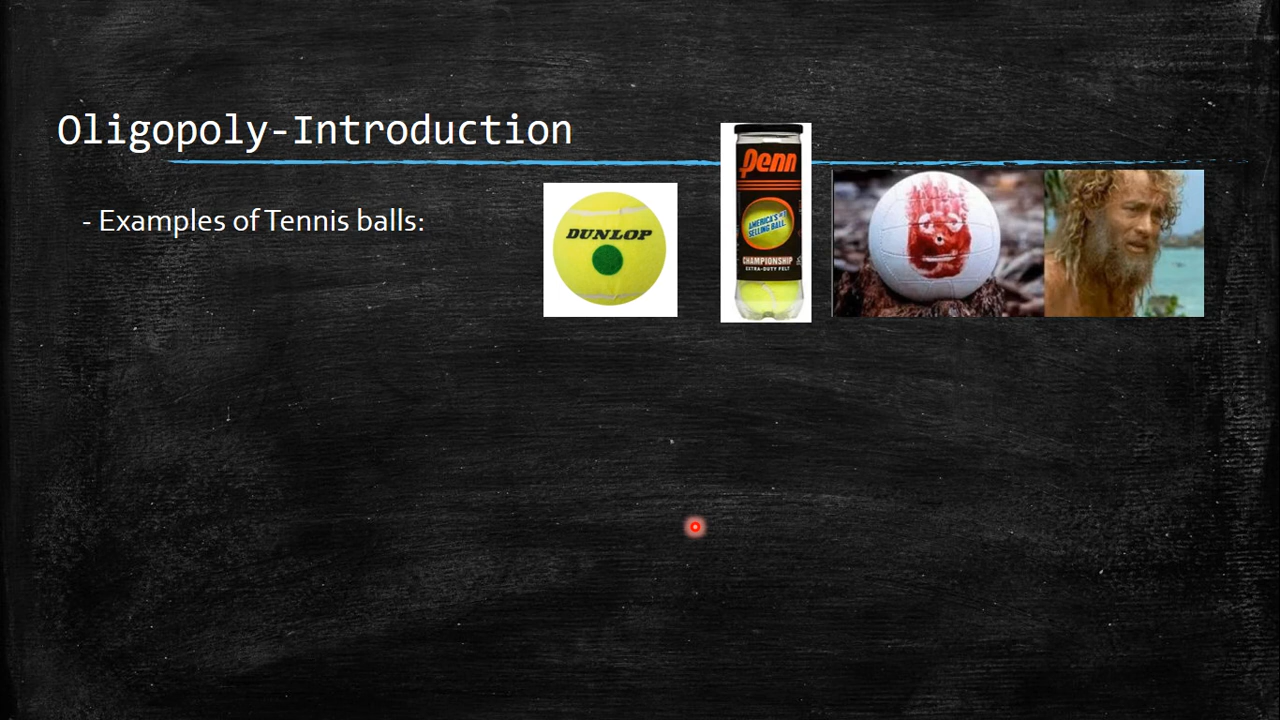 Oligopoly-Introduction
- Examples of Tennis balls:
DUNLOP
Penn
AMERICA'S #1
SELLING BALL.
CHAMPIONSHIP
EXTRA-DUTY FELT